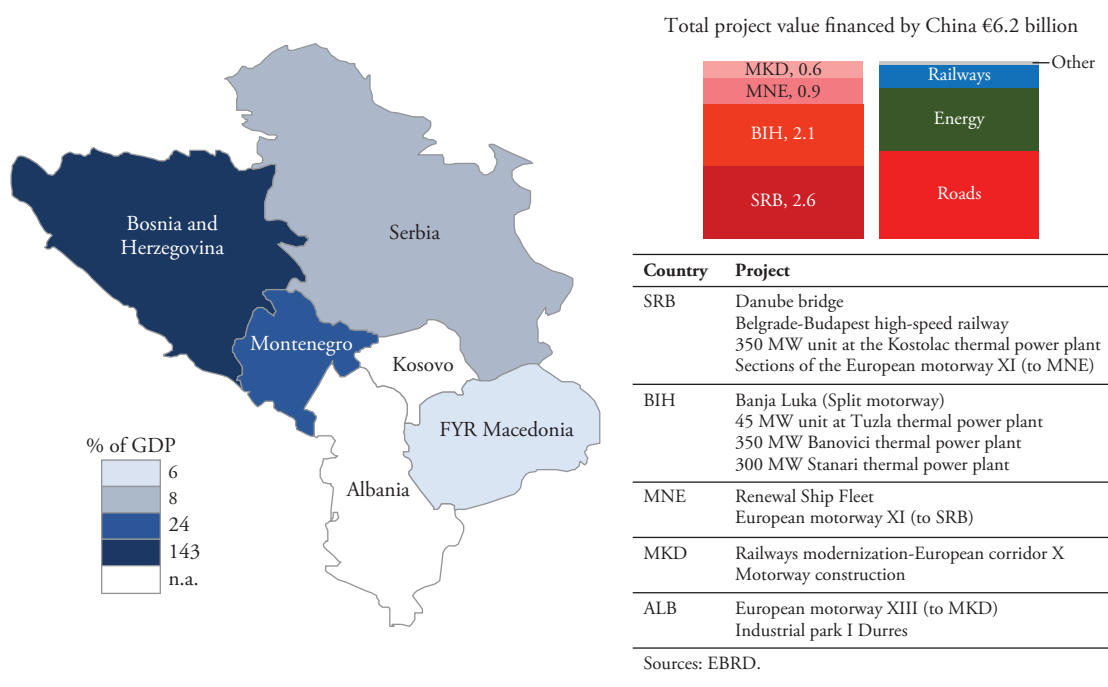 Total project value financed by China €6.2 billion
MKD, 0.6
MNE, 0.9
BIH, 2.1
SRB, 2.6
Other
Railways
Energy
Roads
Bosnia and
Herzegovina
Serbia
Montenegro
Kosovo
FYR Macedonia
Albania
% of GDP
6
8
24
143
n.a.
Country Project
SRB Danube bridge
Belgrade-Budapest high-speed railway
350 MW unit at the Kostolac thermal power plant
Sections of the European motorway XI (to MNE)
BIH Banja Luka (Split motorway)
45 MW unit at Tuzla thermal power plant
350 MW Banovici thermal power plant
300 MW Stanari thermal power plant
MNE Renewal Ship Fleet
European motorway XI (to SRB)
MKD Railways modernization-European corridor X
Motorway construction
ALB European motorway XIII (to MKD)
Industrial park I Durres
Sources: EBRD.